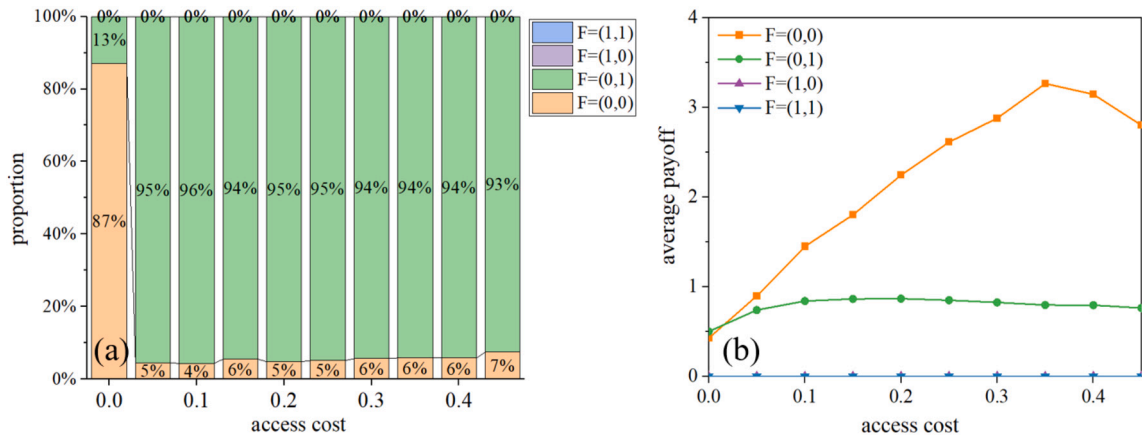 100%
80%
60%
40%
20%
0%
proportion
0% 0% 0% 0% 0% 0% 0% 0% 0% 0%
13%
95% 96% 94% 95% 95% 94% 94% 94% 93%
87%
5% 4% 6% 5% 5% 6% 6% 6% 7%
(a)
0.0 0.1 0.2 0.3 0.4
access cost
F=(1,1)
F=(1,0)
F=(0,1)
F=(0,0)
4
3
2
1
0
average payoff
F=(0,0)
F=(0,1)
F=(1,0)
F=(1,1)
(b)
0.0 0.1 0.2 0.3 0.4
access cost